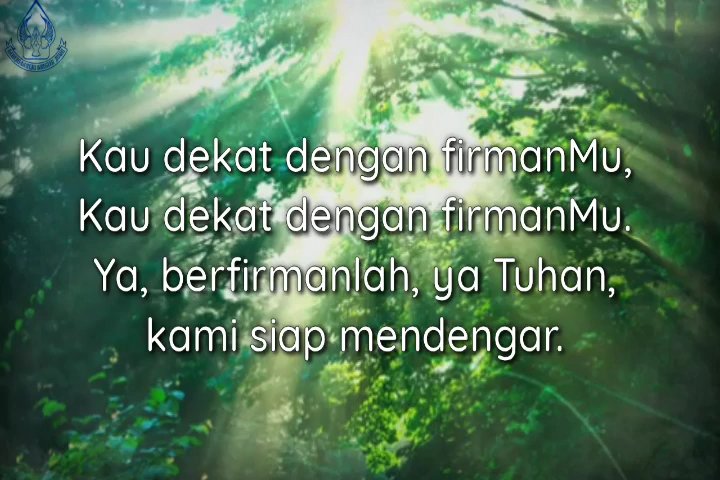 Kau dekat dengan firmanMu,
Kau dekat dengan firmanMu.
Ya, berfirmanlah, ya Tuhan,
kami siap mendengar.